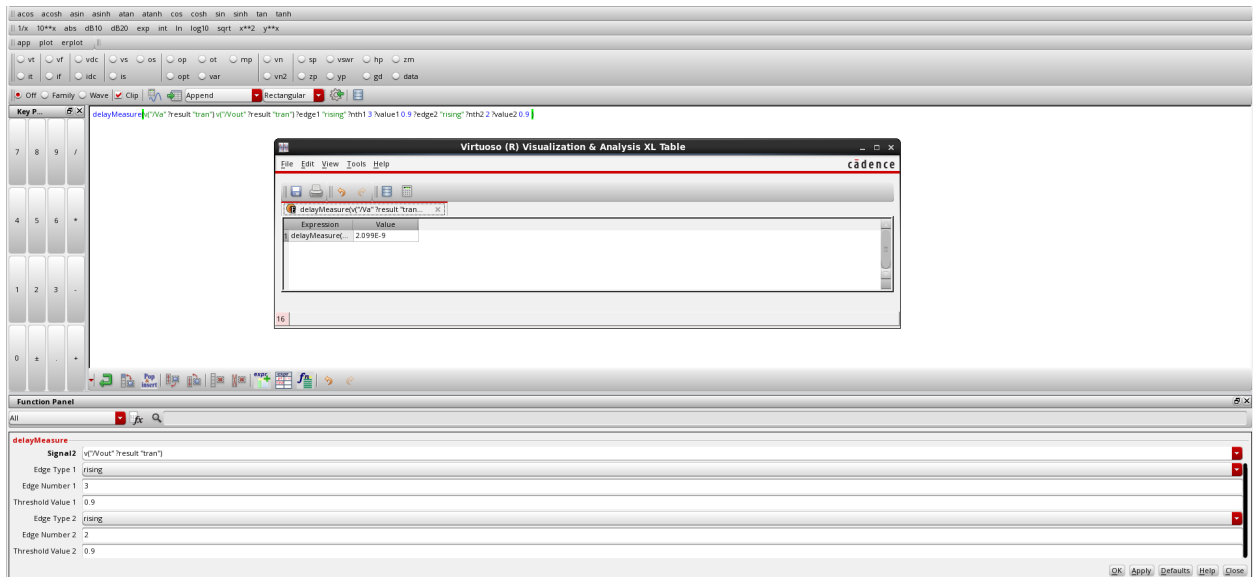 acos acosh asin asinh atan atanh cos cosh sin sinh tan tanh
1/x 10**x abs dB10 dB20 exp int ln log10 sqrt x**2 y**x
app plot erplot
vt vf vdc vs os op ot mp vn sp vswr hp zm
it if idc is opt var vn2 zp yp gd data
Off Family Wave Clip Append Rectangular
Key P...
delayMeasure(v("/Va" ?result "tran") v("/Vout" ?result "tran") ?edge1 "rising" ?nth1 3 ?value1 0.9 ?edge2 "rising" ?nth2 2 ?value2 0.9 )
7 8 9 /
4 5 6 *
1 2 3 -
0 ± . +
Virtuoso (R) Visualization & Analysis XL Table
File Edit View Tools Help
cādence
delayMeasure(v("/Va" ?result "tran...
Expression Value
1 delayMeasure(... 2.099E-9
16
Pop
insert
expr
expr
fn
Function Panel
All
fx
delayMeasure
Signal2 v("/Vout" ?result "tran")
Edge Type 1 rising
Edge Number 1 3
Threshold Value 1 0.9
Edge Type 2 rising
Edge Number 2 2
Threshold Value 2 0.9
OK Apply Defaults Help Close